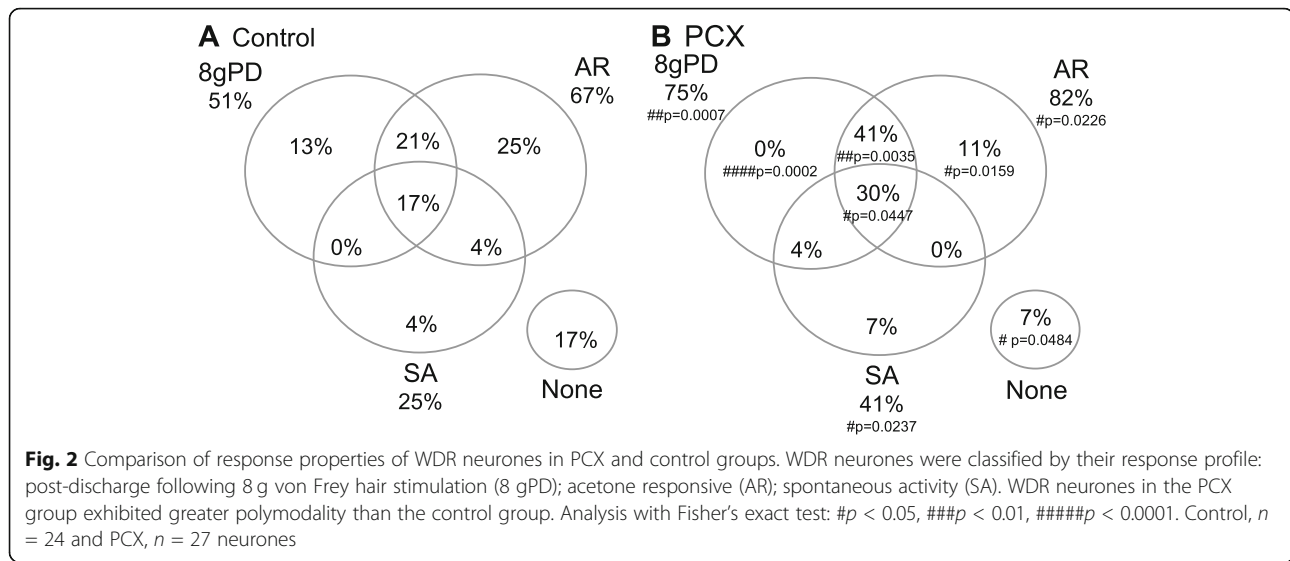 A Control
8gPD
51%
AR
67%
13%
21%
25%
17%
0%
4%
4%
SA
25%
17%
None
B PCX
8gPD
75%
##p=0.0007
AR
82%
#p=0.0226
0%
####p=0.0002
41%
##p=0.0035
11%
#p=0.0159
30%
#p=0.0447
4%
0%
7%
SA
41%
#p=0.0237
7%
# p=0.0484
None
Fig. 2 Comparison of response properties of WDR neurones in PCX and control groups. WDR neurones were classified by their response profile:
post-discharge following 8 g von Frey hair stimulation (8 gPD); acetone responsive (AR); spontaneous activity (SA). WDR neurones in the PCX
group exhibited greater polymodality than the control group. Analysis with Fisher's exact test: #p < 0.05, ###p < 0.01, #####p < 0.0001. Control, n
= 24 and PCX, n = 27 neurones